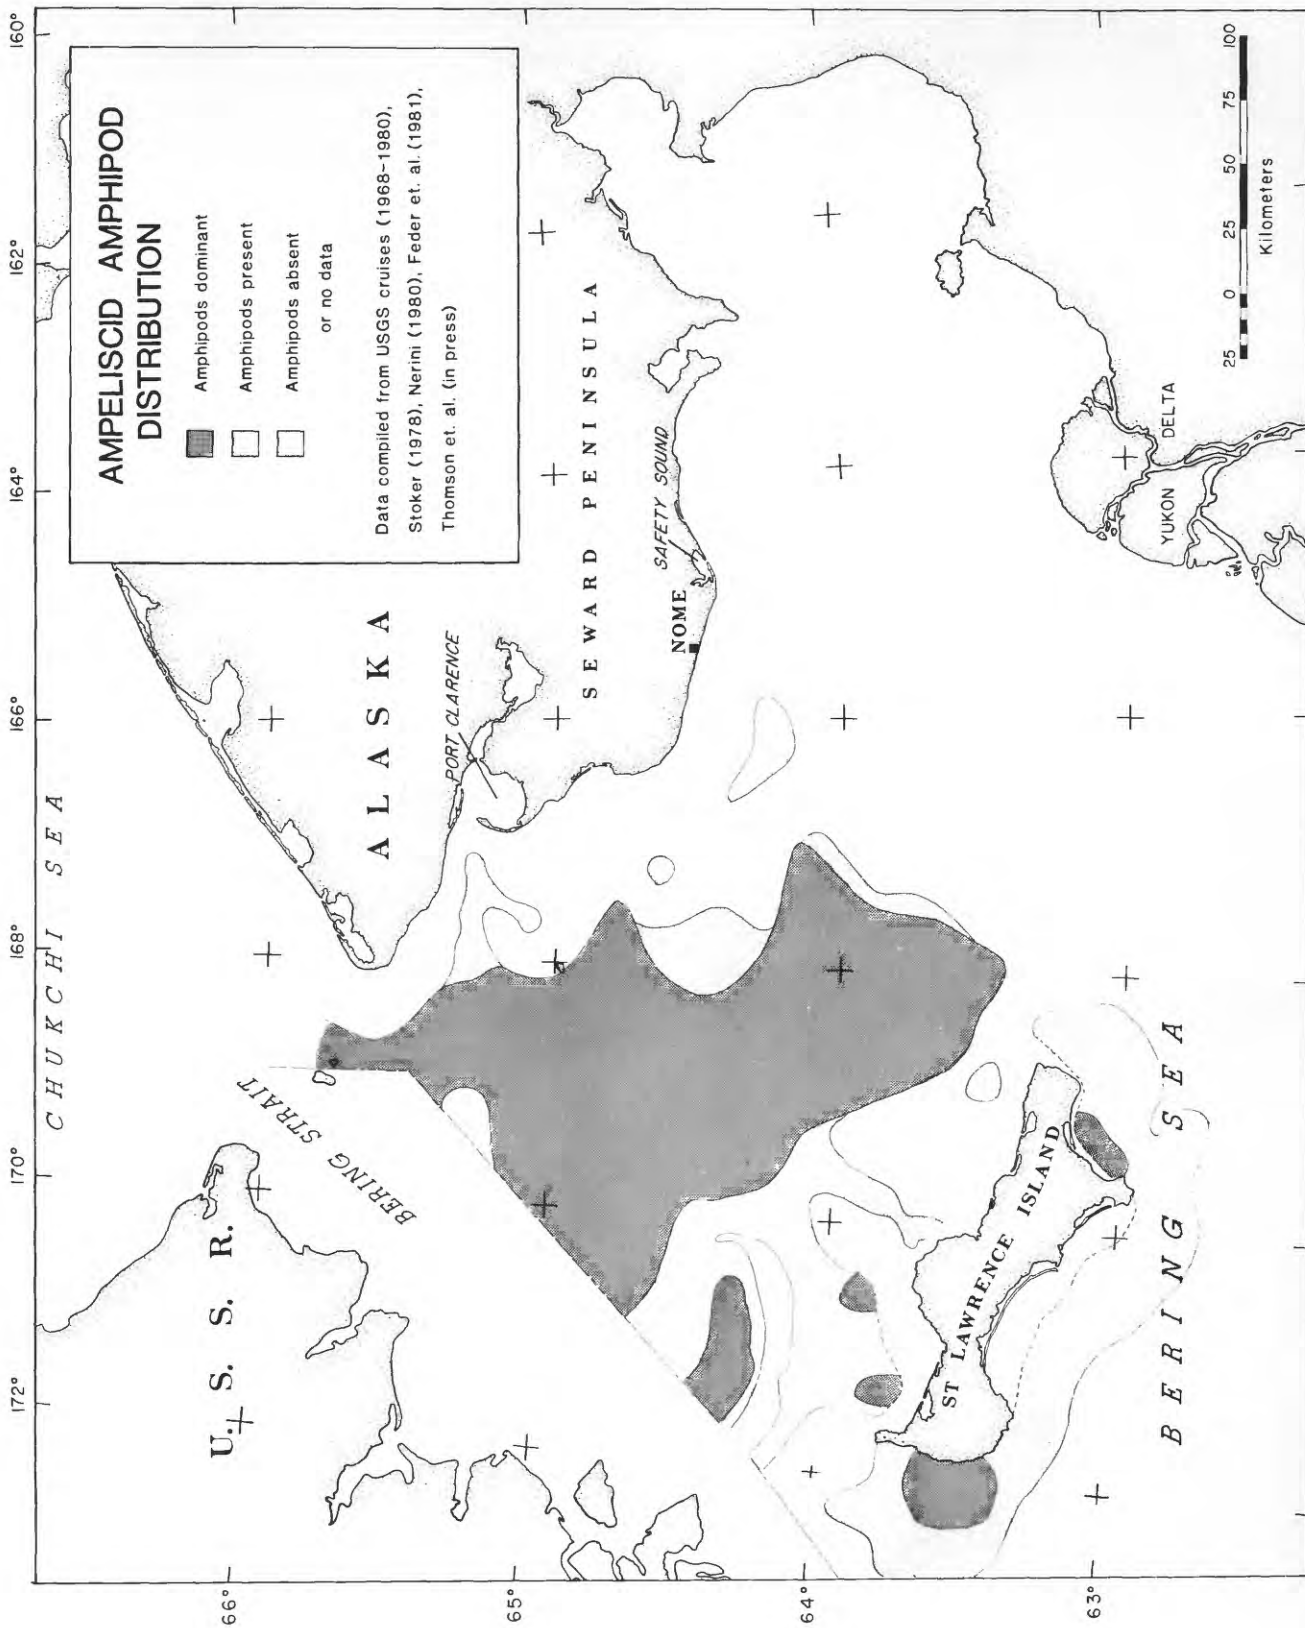 AMPELISCID AMPHIPOD
DISTRIBUTION
Amphipods dominant
Amphipods present
Amphipods absent
or no data
Data compiled from USGS cruises (1968-1980),
Stoker (1978), Nerini (1980), Feder et. al. (1981),
Thomson et. al. (in press)
172°
170°
168°
166°
164°
162°
160°
66°
65°
64°
63°
CHUKCHI SEA
U. S. S. R.
BERING STRAIT
ALASKA
PORT CLARENCE
SEWARD PENINSULA
NOME
SAFETY SOUND
ST LAWRENCE ISLAND
YUKON DELTA
BERING SEA
25 0 25 50 75 100
Kilometers